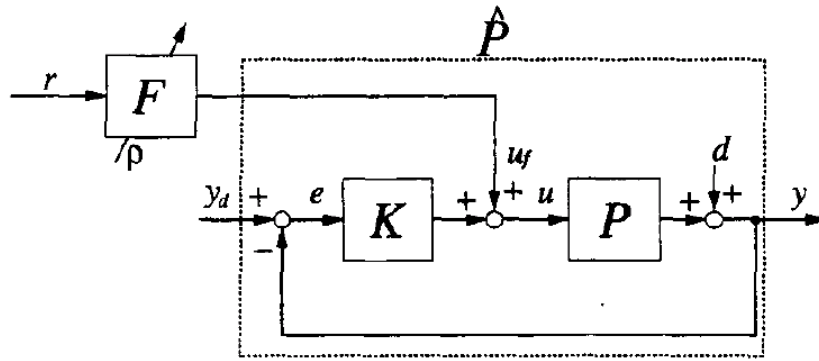 P̂
r
F
/ρ
u_f
d
y_d + e K + + u P + + y
−